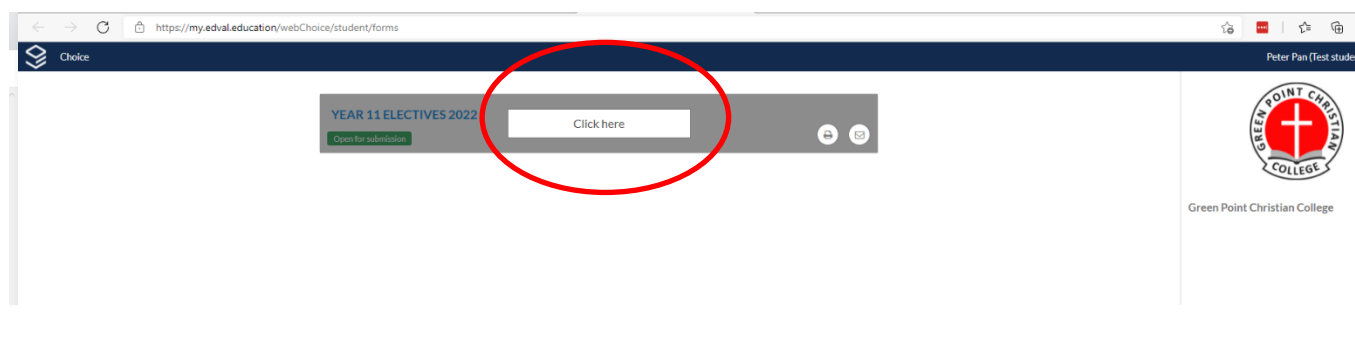 https://my.edval.education/webChoice/student/forms
Choice
Peter Pan (Test stude
YEAR 11 ELECTIVES 2022
Click here
Open for submission
GREEN POINT CHRISTIAN
COLLEGE
Green Point Christian College